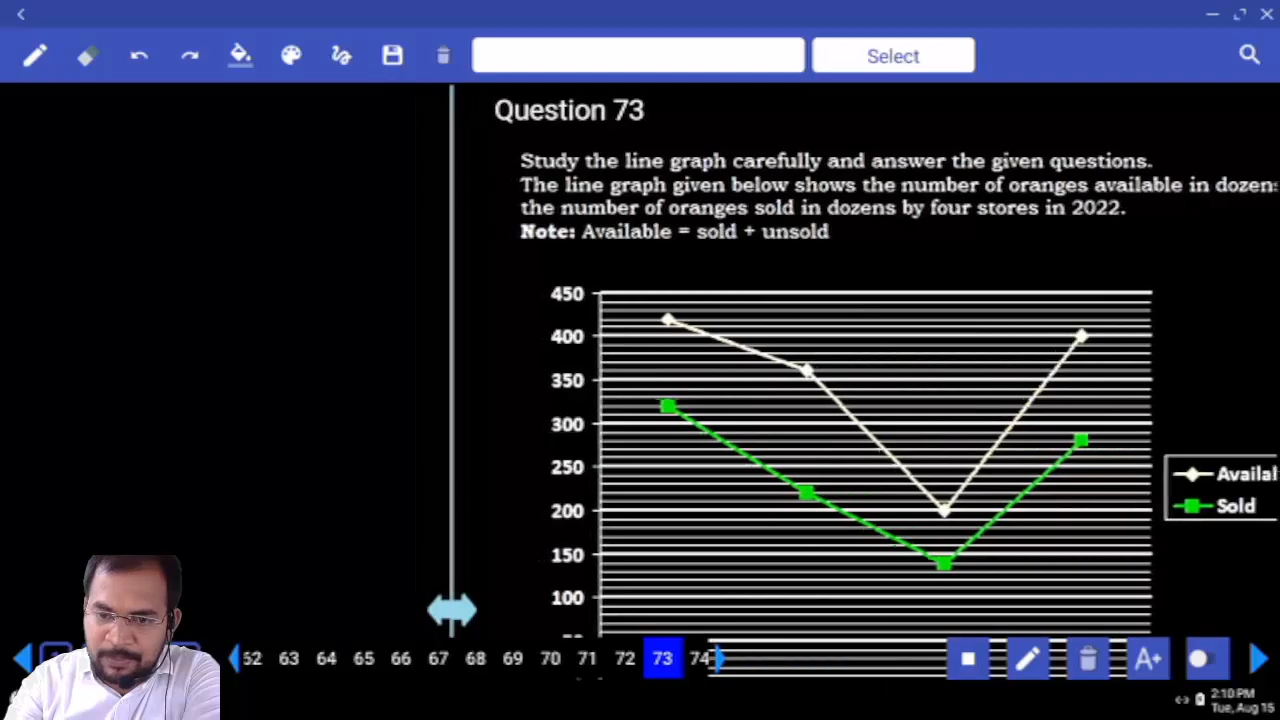 Select
Question 73
Study the line graph carefully and answer the given questions.
The line graph given below shows the number of oranges available in dozen
the number of oranges sold in dozens by four stores in 2022.
Note: Available = sold + unsold
450
400
350
300
250
200
150
100
Availal
Sold
62 63 64 65 66 67 68 69 70 71 72 73 74
A+
2:10 PM
Tue, Aug 15